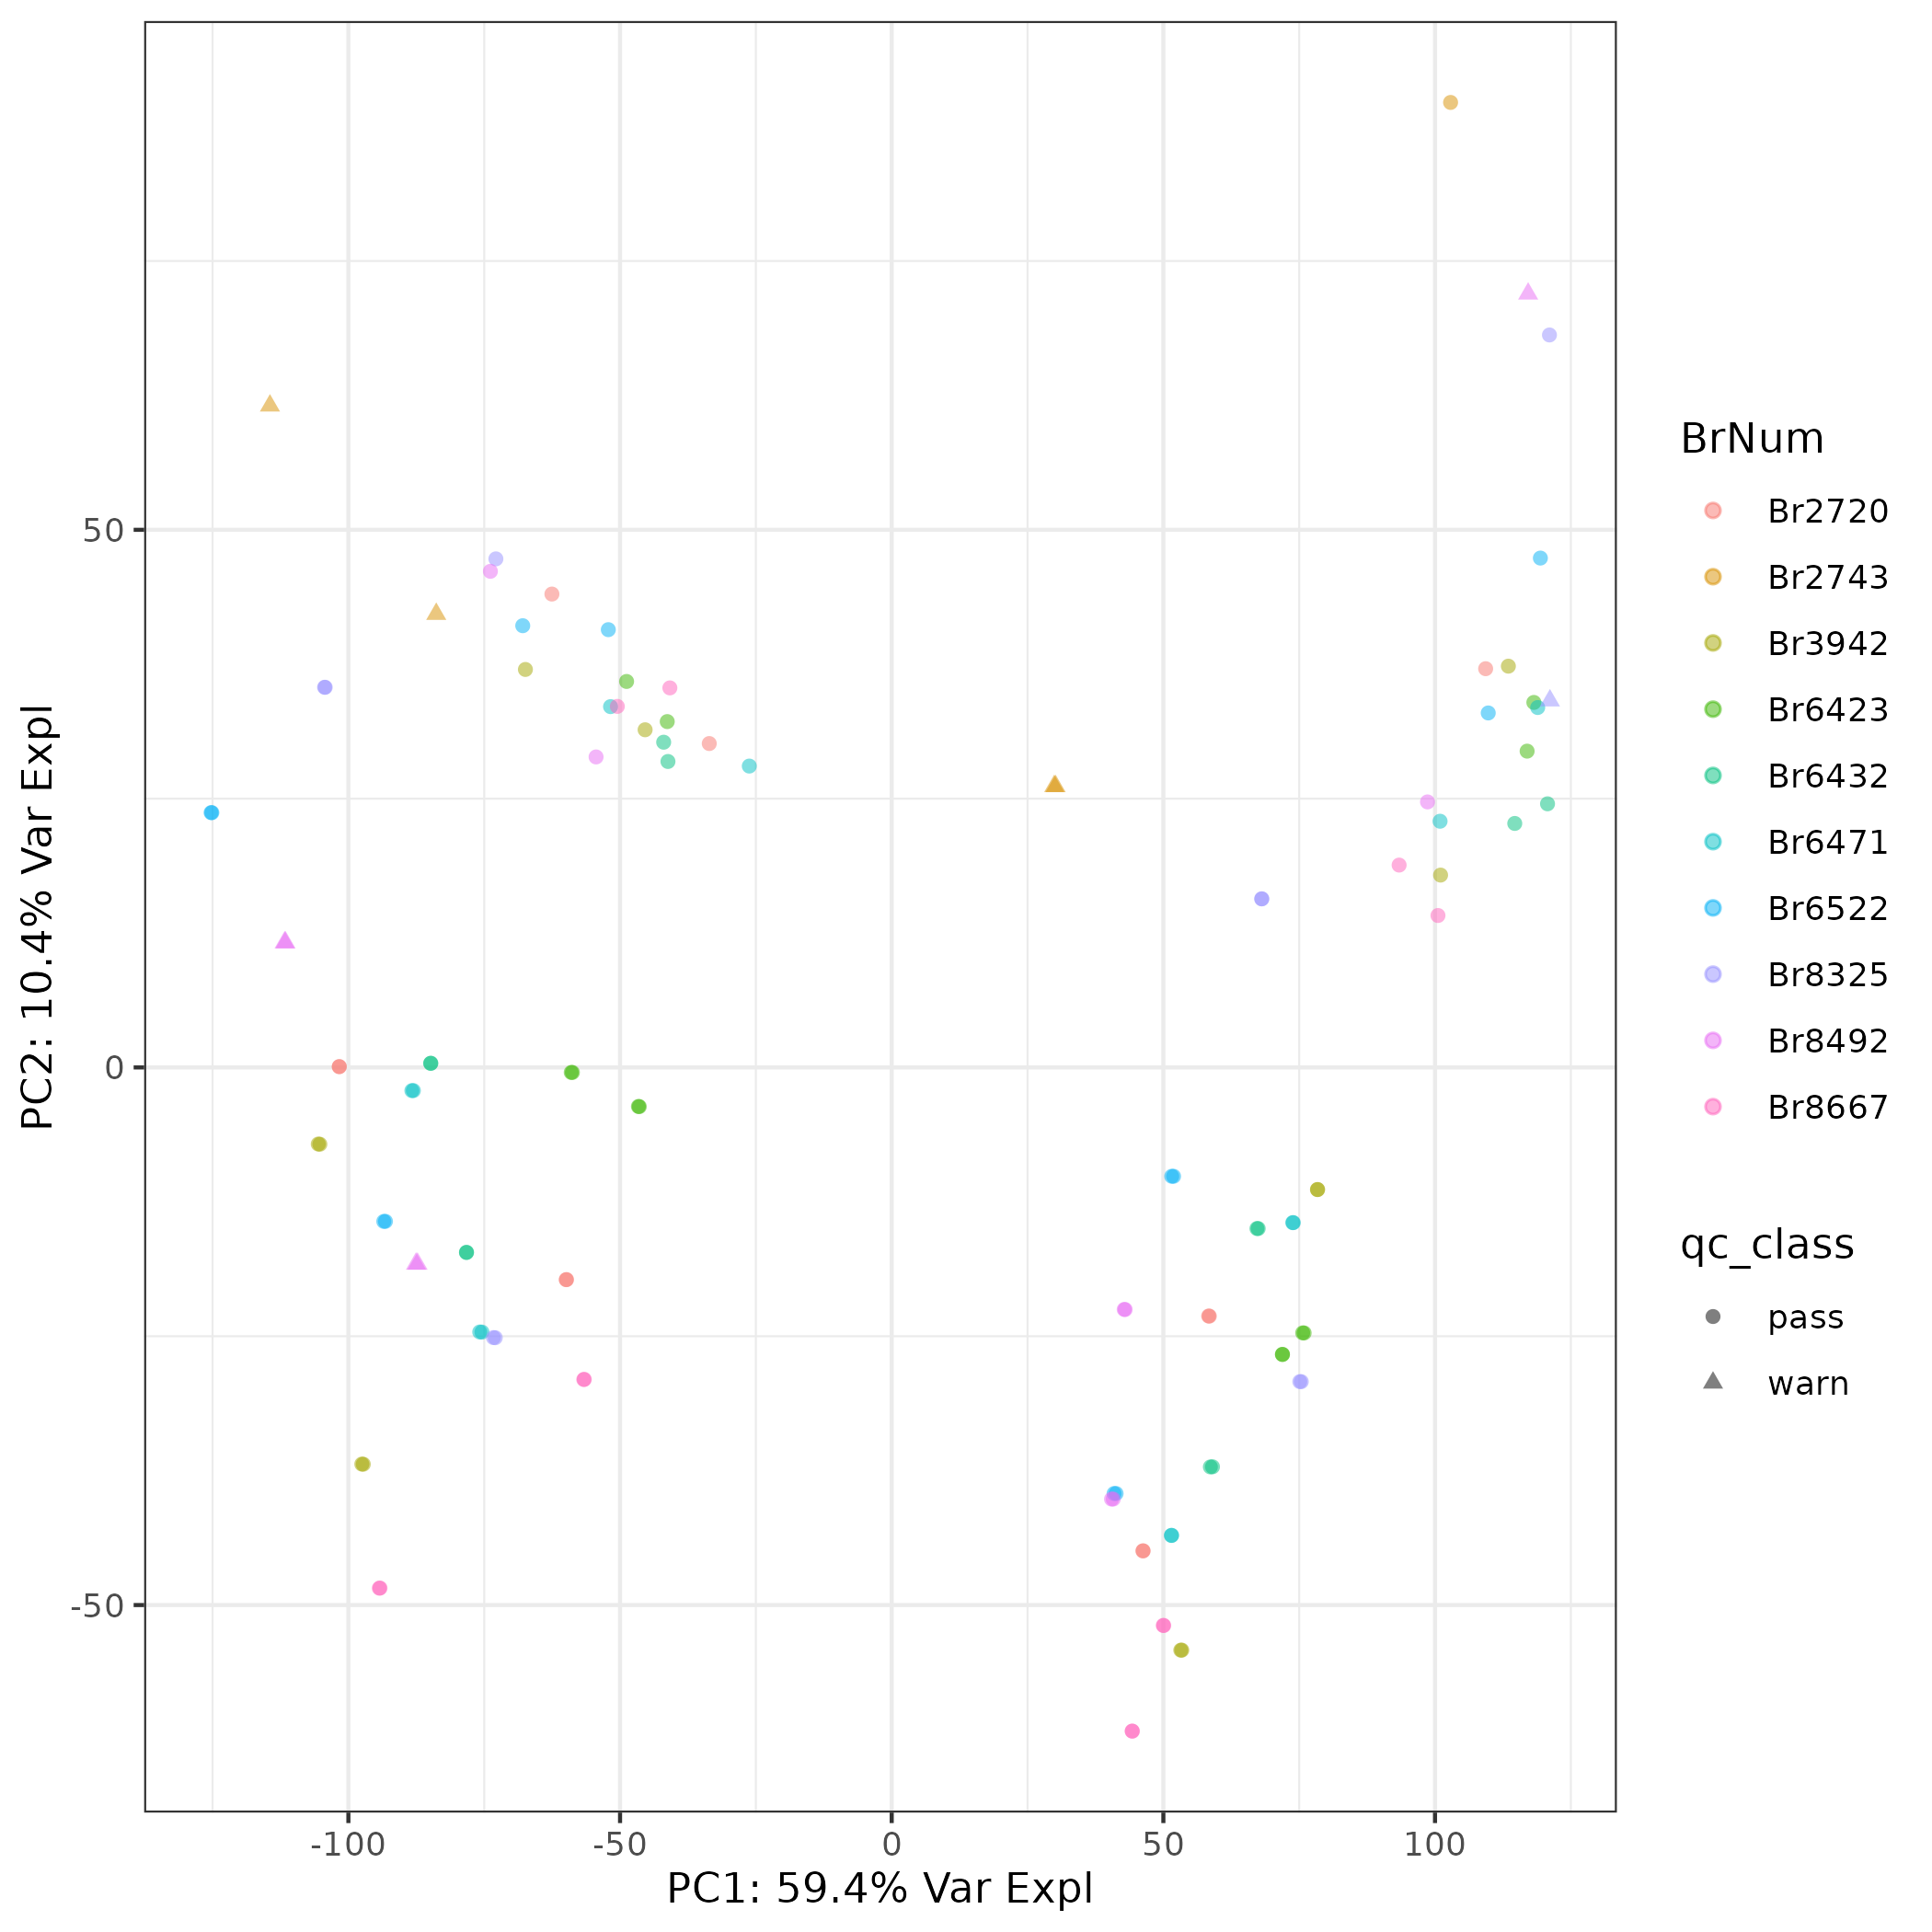 PC2: 10.4% Var Expl
50
0
-50
-100
-50
0
50
100
PC1: 59.4% Var Expl
BrNum
Br2720
Br2743
Br3942
Br6423
Br6432
Br6471
Br6522
Br8325
Br8492
Br8667
qc_class
pass
warn